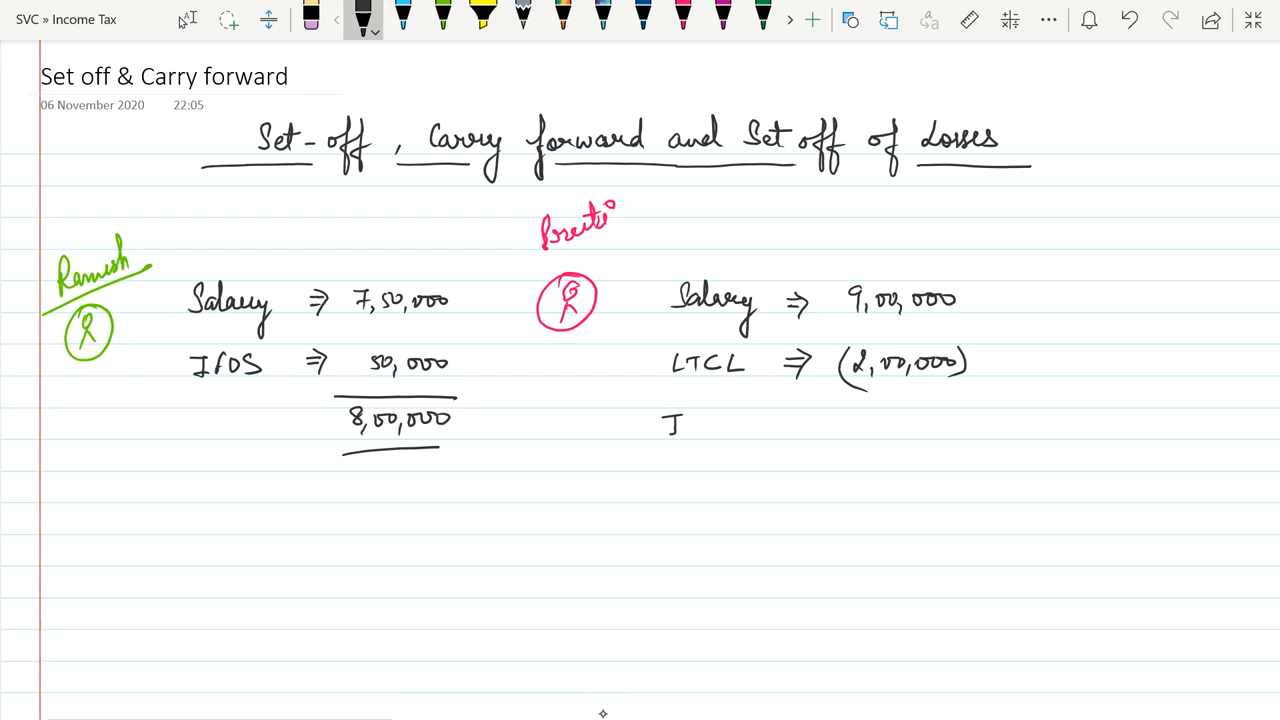 SVC » Income Tax
Set off & Carry forward
06 November 2020 22:05
Set-off, Carry forward and Set off of Losses
Ramesh
Salary ⇒ 7,50,000
IFOS ⇒ 50,000
8,00,000
Preeti
Salary ⇒ 9,00,000
LTCL ⇒ (2,00,000)
I